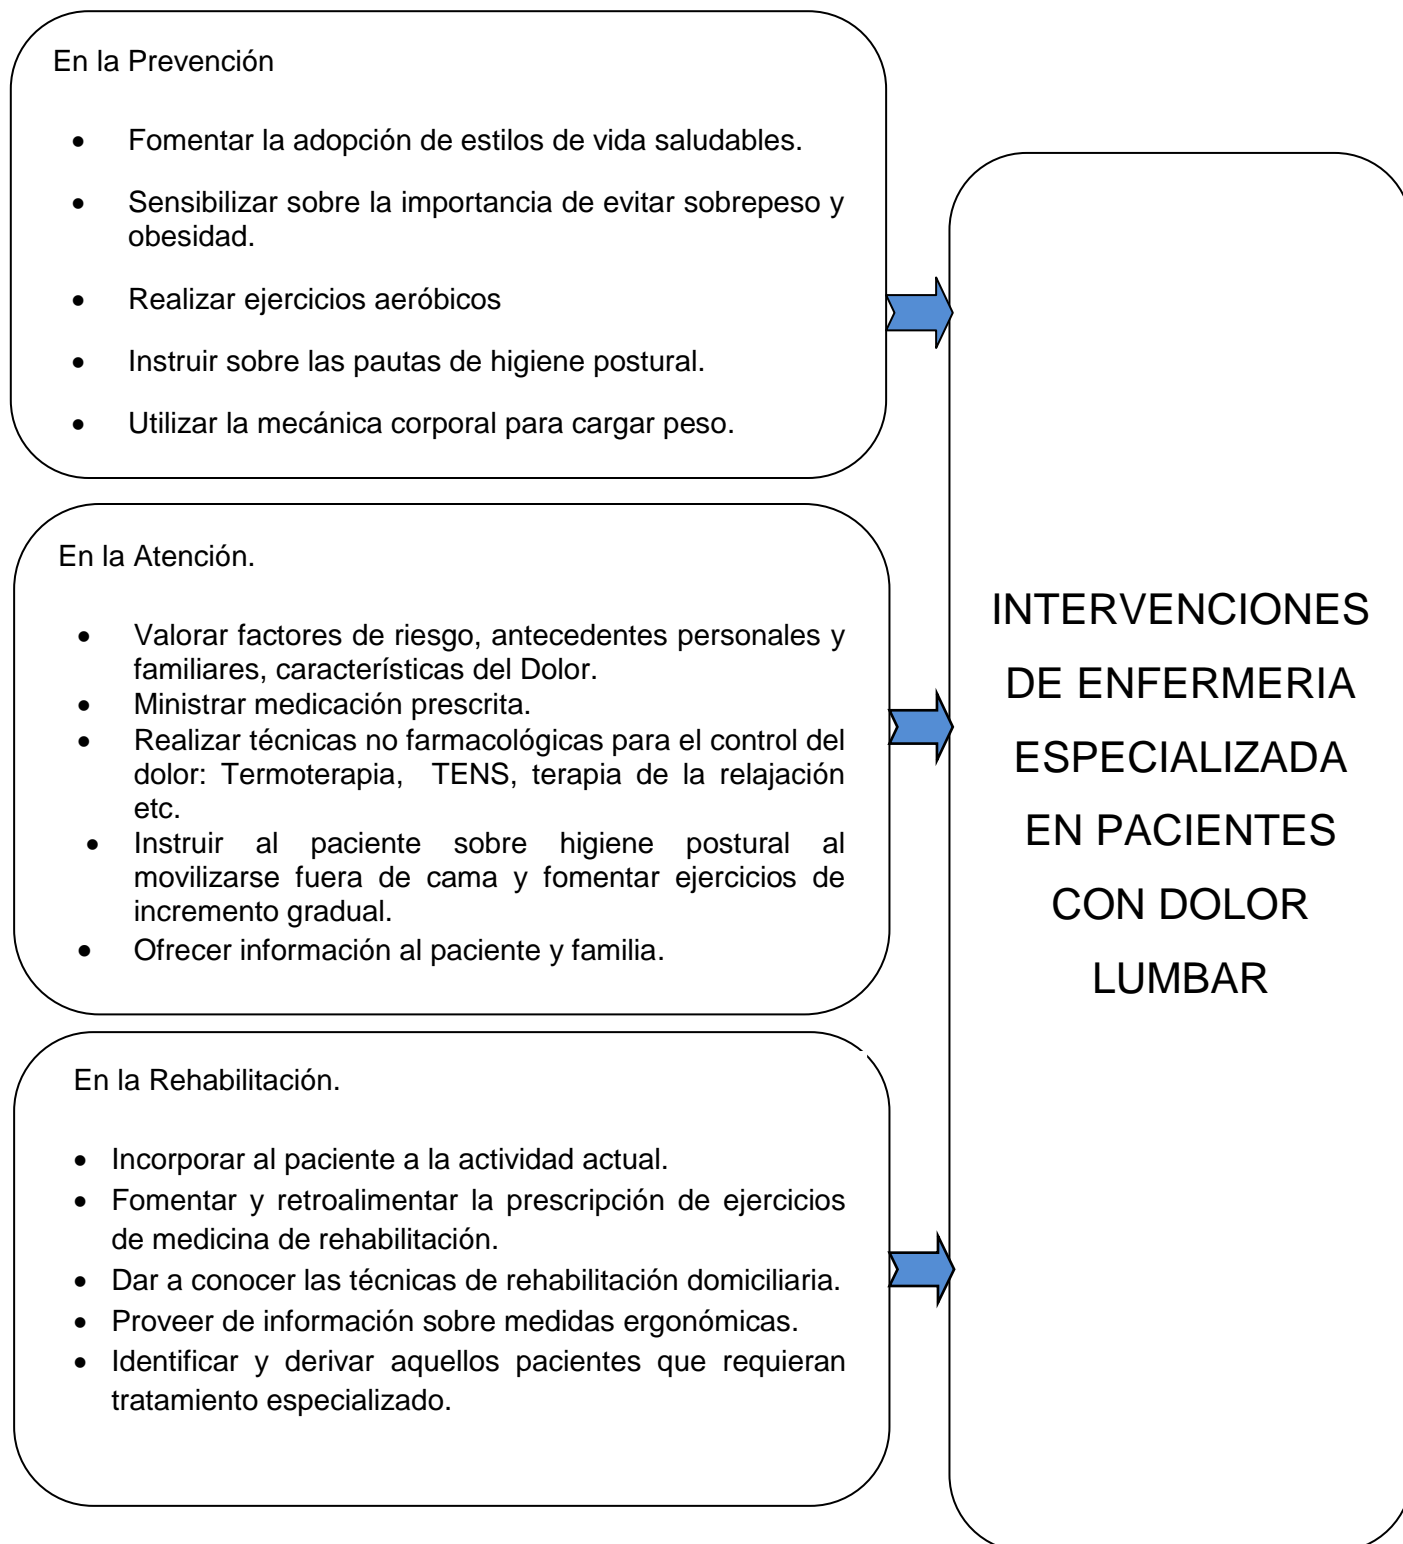 En la Prevención
• Fomentar la adopción de estilos de vida saludables.
• Sensibilizar sobre la importancia de evitar sobrepeso y
obesidad.
• Realizar ejercicios aeróbicos
• Instruir sobre las pautas de higiene postural.
• Utilizar la mecánica corporal para cargar peso.
En la Atención.
• Valorar factores de riesgo, antecedentes personales y
familiares, características del Dolor.
• Ministrar medicación prescrita.
• Realizar técnicas no farmacológicas para el control del
dolor: Termoterapia, TENS, terapia de la relajación
etc.
• Instruir al paciente sobre higiene postural al
movilizarse fuera de cama y fomentar ejercicios de
incremento gradual.
• Ofrecer información al paciente y familia.
En la Rehabilitación.
• Incorporar al paciente a la actividad actual.
• Fomentar y retroalimentar la prescripción de ejercicios
de medicina de rehabilitación.
• Dar a conocer las técnicas de rehabilitación domiciliaria.
• Proveer de información sobre medidas ergonómicas.
• Identificar y derivar aquellos pacientes que requieran
tratamiento especializado.
INTERVENCIONES
DE ENFERMERIA
ESPECIALIZADA
EN PACIENTES
CON DOLOR
LUMBAR